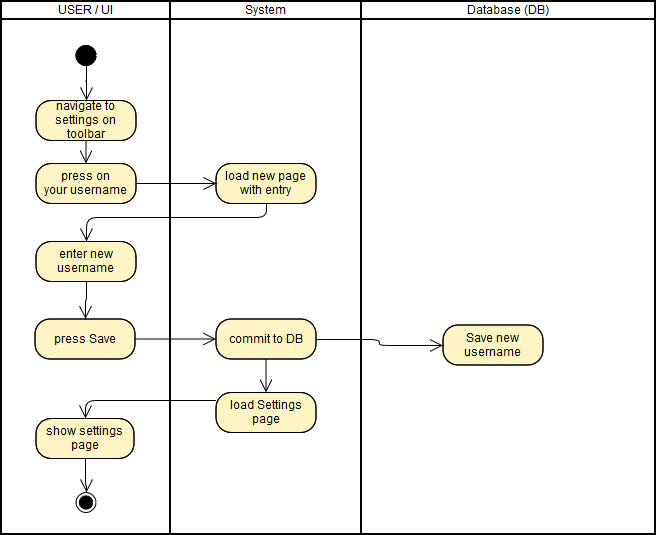 USER / UI
System
Database (DB)
navigate to
settings on
toolbar
press on
your username
load new page
with entry
enter new
username
press Save
commit to DB
Save new
username
load Settings
page
show settings
page